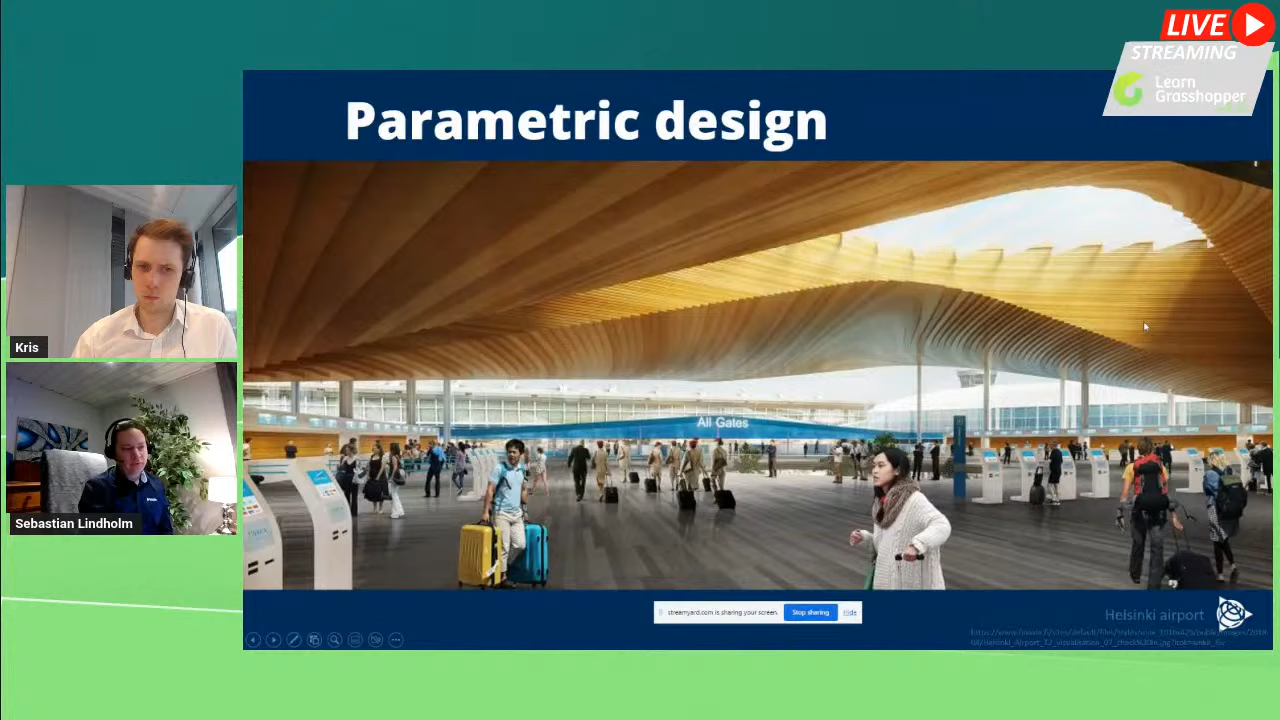 LIVE
STREAMING
Learn
Grasshopper
Parametric design
Kris
Sebastian Lindholm
All Gates
streamyard.com is sharing your screen.
Stop sharing
Hide
Helsinki airport